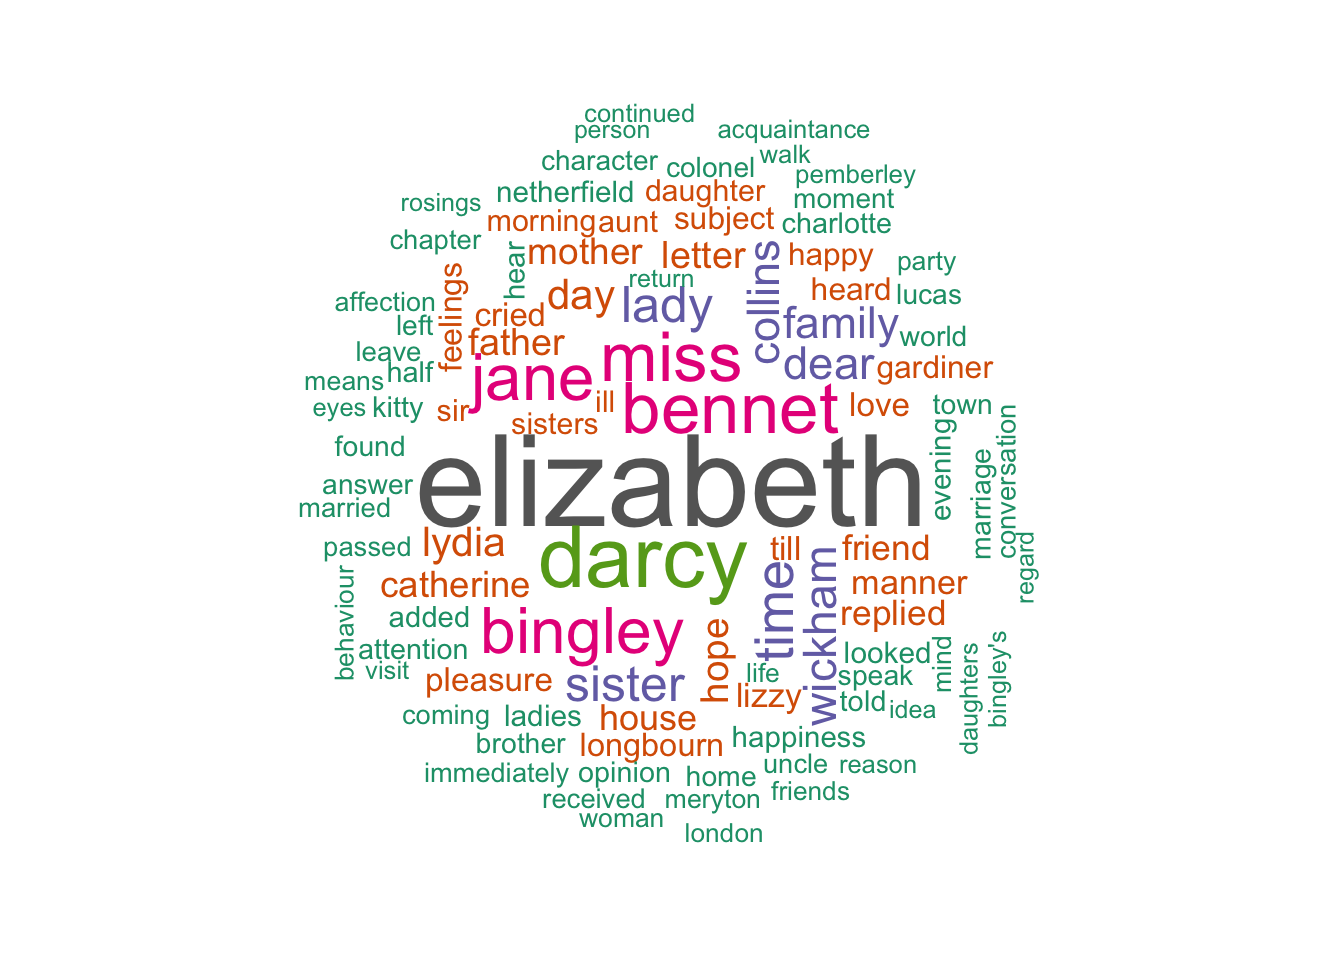 continued
person
acquaintance
walk
character
colonel
pemberley
rosings
netherfield
daughter
moment
morning
aunt
subject
charlotte
chapter
hear
mother
letter
collins
happy
party
return
affection
feelings
day
lady
heard
lucas
left
cried
family
world
leave
father
miss
dear
gardiner
means
half
jane
eyes
kitty
sir
ill
bennet
love
town
sisters
evening
conversation
found
elizabeth
marriage
answer
married
passed
lydia
darcy
till
friend
regard
behaviour
catherine
time
wickham
manner
added
bingley
hope
replied
attention
looked
mind
daughters
bingley's
visit
pleasure
sister
life
speak
lizzy
told
idea
coming
ladies
house
brother
longbourn
happiness
immediately
opinion
home
uncle
reason
received
meryton
friends
woman
london